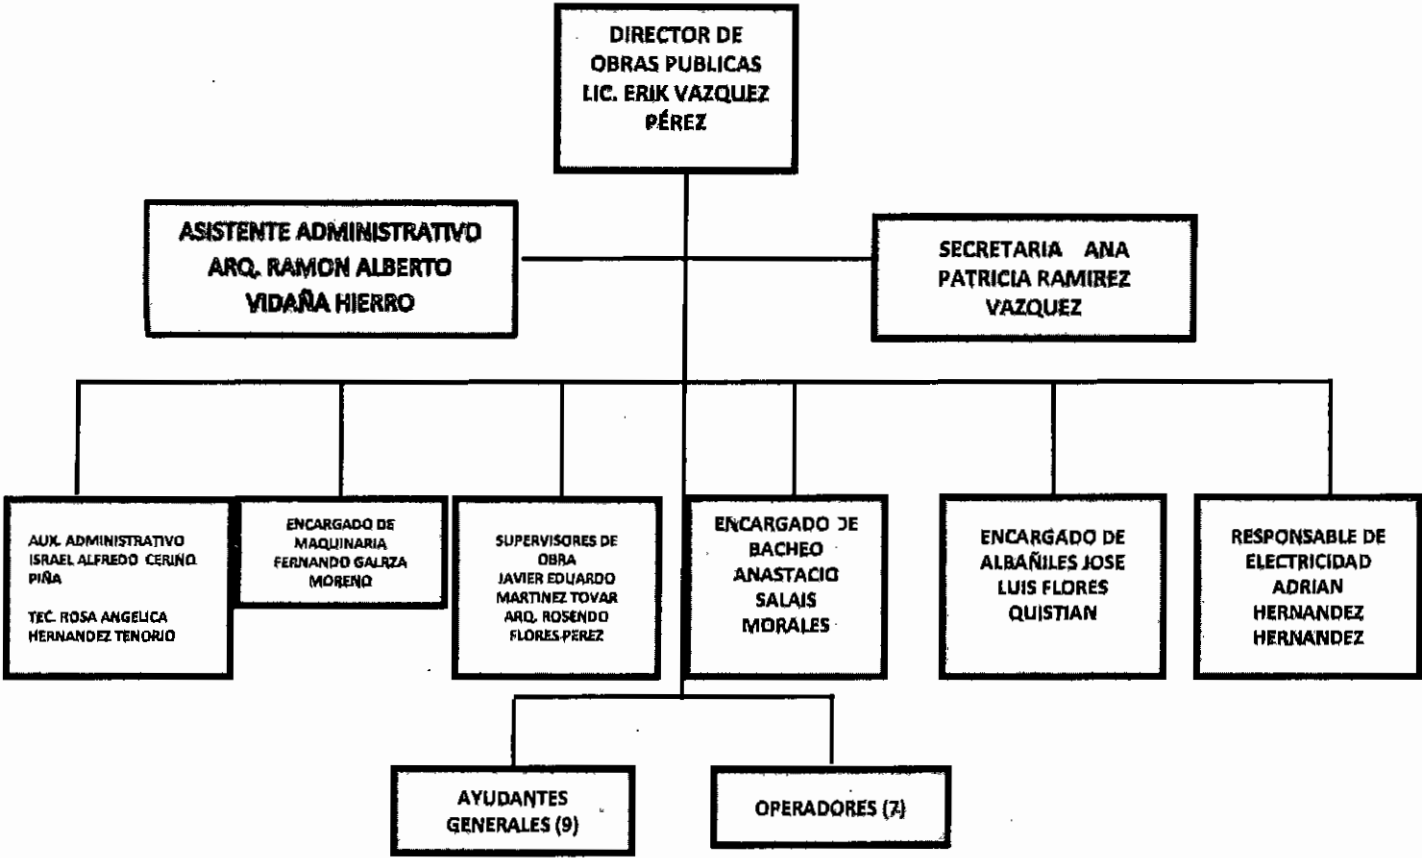 DIRECTOR DE
OBRAS PUBLICAS
LIC. ERIK VAZQUEZ
PÉREZ
ASISTENTE ADMINISTRATIVO
ARQ. RAMON ALBERTO
VIDAÑA HIERRO
SECRETARIA ANA
PATRICIA RAMIREZ
VAZQUEZ
AUX. ADMINISTRATIVO
ISRAEL ALFREDO CERINO
PIÑA
TEC. ROSA ANGELICA
HERNANDEZ TENORIO
ENCARGADO DE
MAQUINARIA
FERNANDO GALRZA
MORENO
SUPERVISORES DE
OBRA
JAVIER EDUARDO
MARTINEZ TOVAR
ARQ. ROSENDO
FLORES PEREZ
ENCARGADO DE
BACHEO
ANASTACIO
SALAIS
MORALES
ENCARGADO DE
ALBAÑILES JOSE
LUIS FLORES
QUISTIAN
RESPONSABLE DE
ELECTRICIDAD
ADRIAN
HERNANDEZ
HERNANDEZ
AYUDANTES
GENERALES (9)
OPERADORES (7)